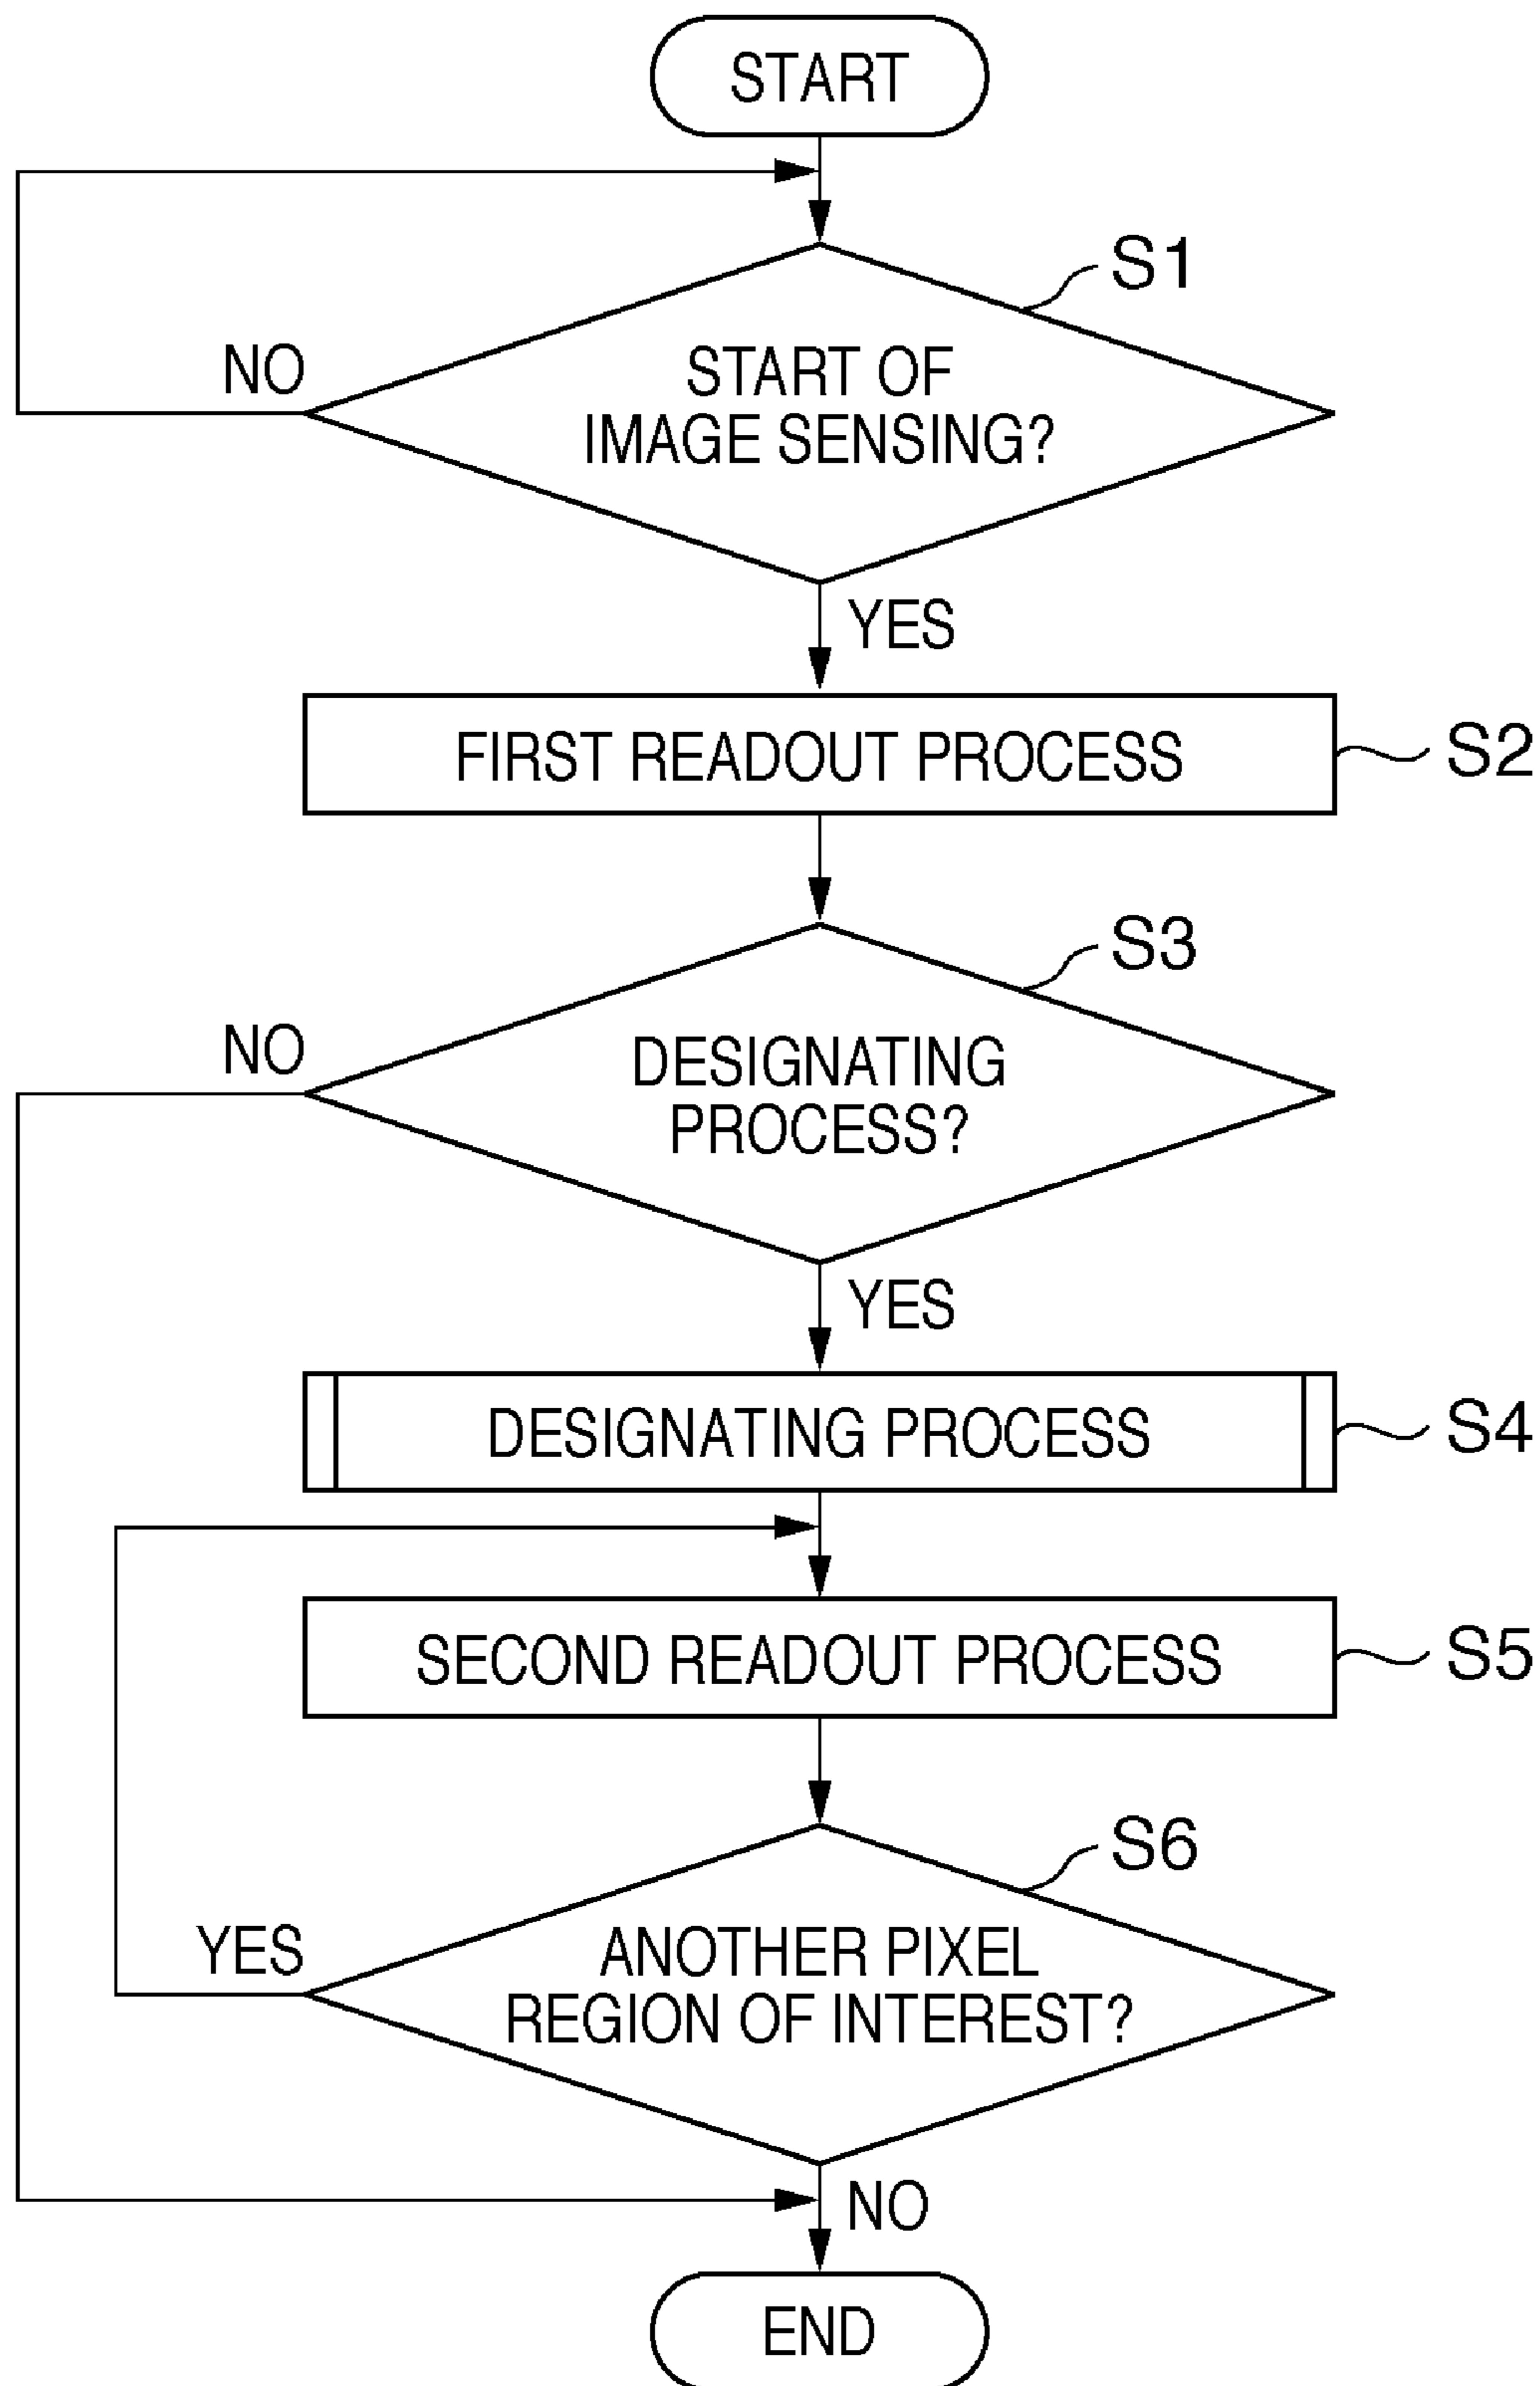 START
S1
NO
START OF
IMAGE SENSING?
YES
FIRST READOUT PROCESS
S2
S3
NO
DESIGNATING
PROCESS?
YES
DESIGNATING PROCESS
S4
SECOND READOUT PROCESS
S5
S6
YES
ANOTHER PIXEL
REGION OF INTEREST?
NO
END